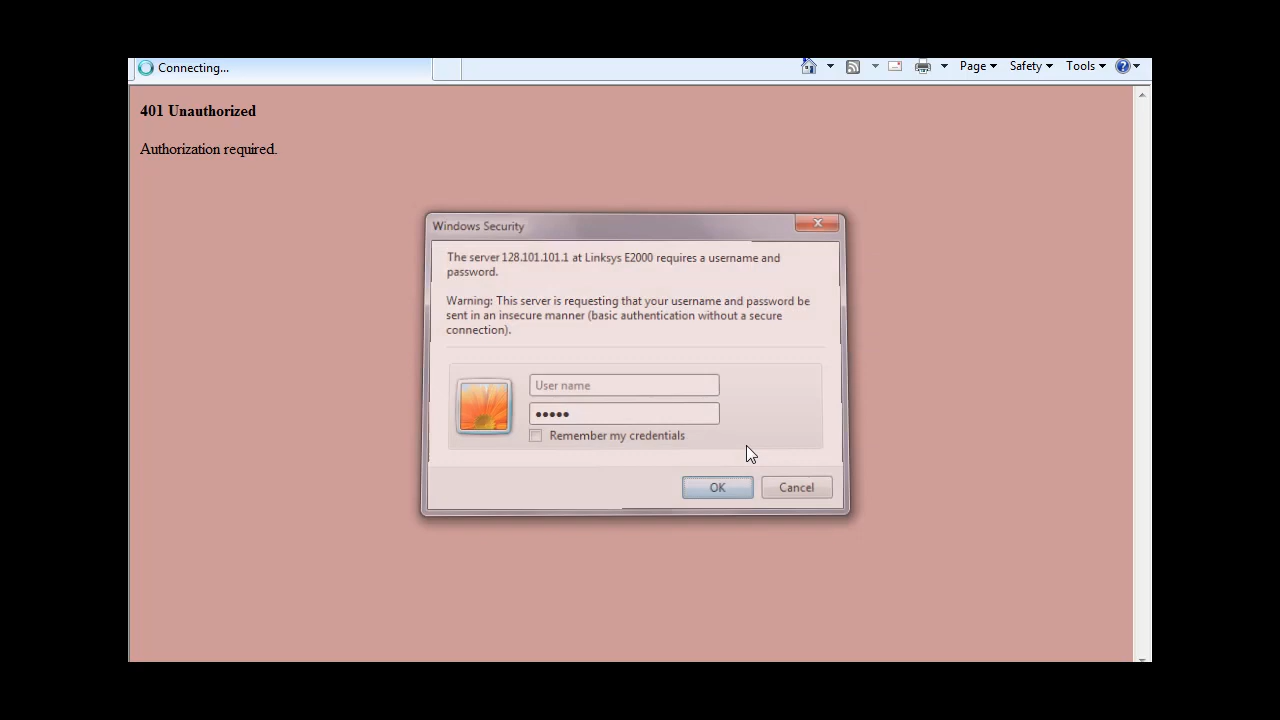 Connecting...
Page
Safety
Tools
401 Unauthorized
Authorization required.
Windows Security
The server 128.101.101.1 at Linksys E2000 requires a username and
password.
Warning: This server is requesting that your username and password be
sent in an insecure manner (basic authentication without a secure
connection).
User name
•••••
Remember my credentials
OK
Cancel